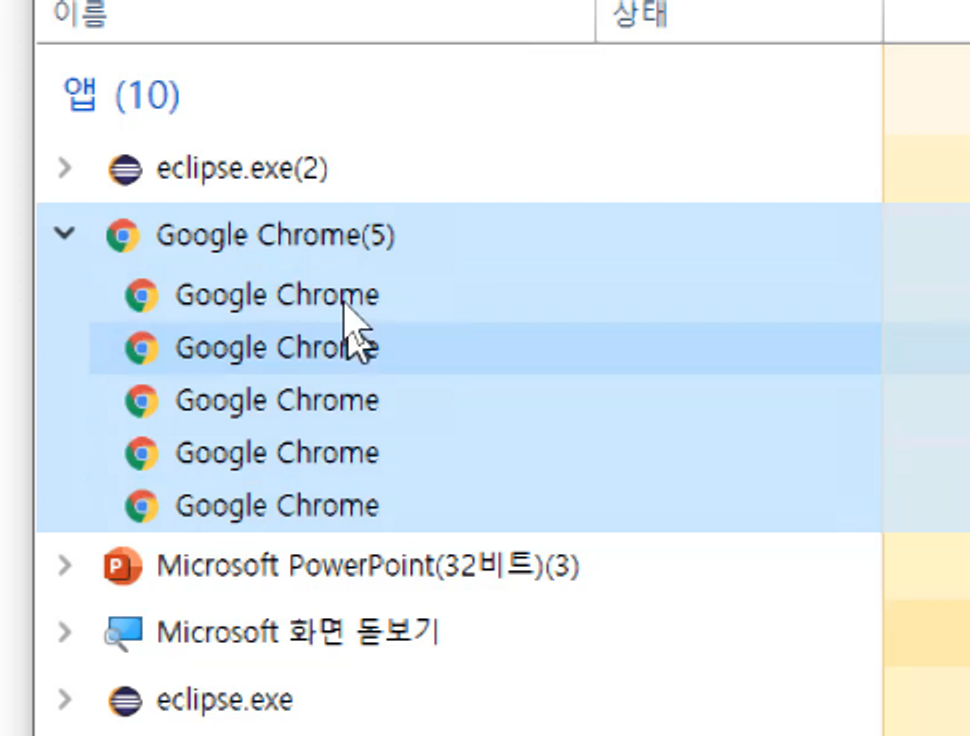 이름 상태
앱 (10)
eclipse.exe(2)
Google Chrome(5)
Google Chrome
Google Chrome
Google Chrome
Google Chrome
Google Chrome
Microsoft PowerPoint(32비트)(3)
Microsoft 화면 돋보기
eclipse.exe